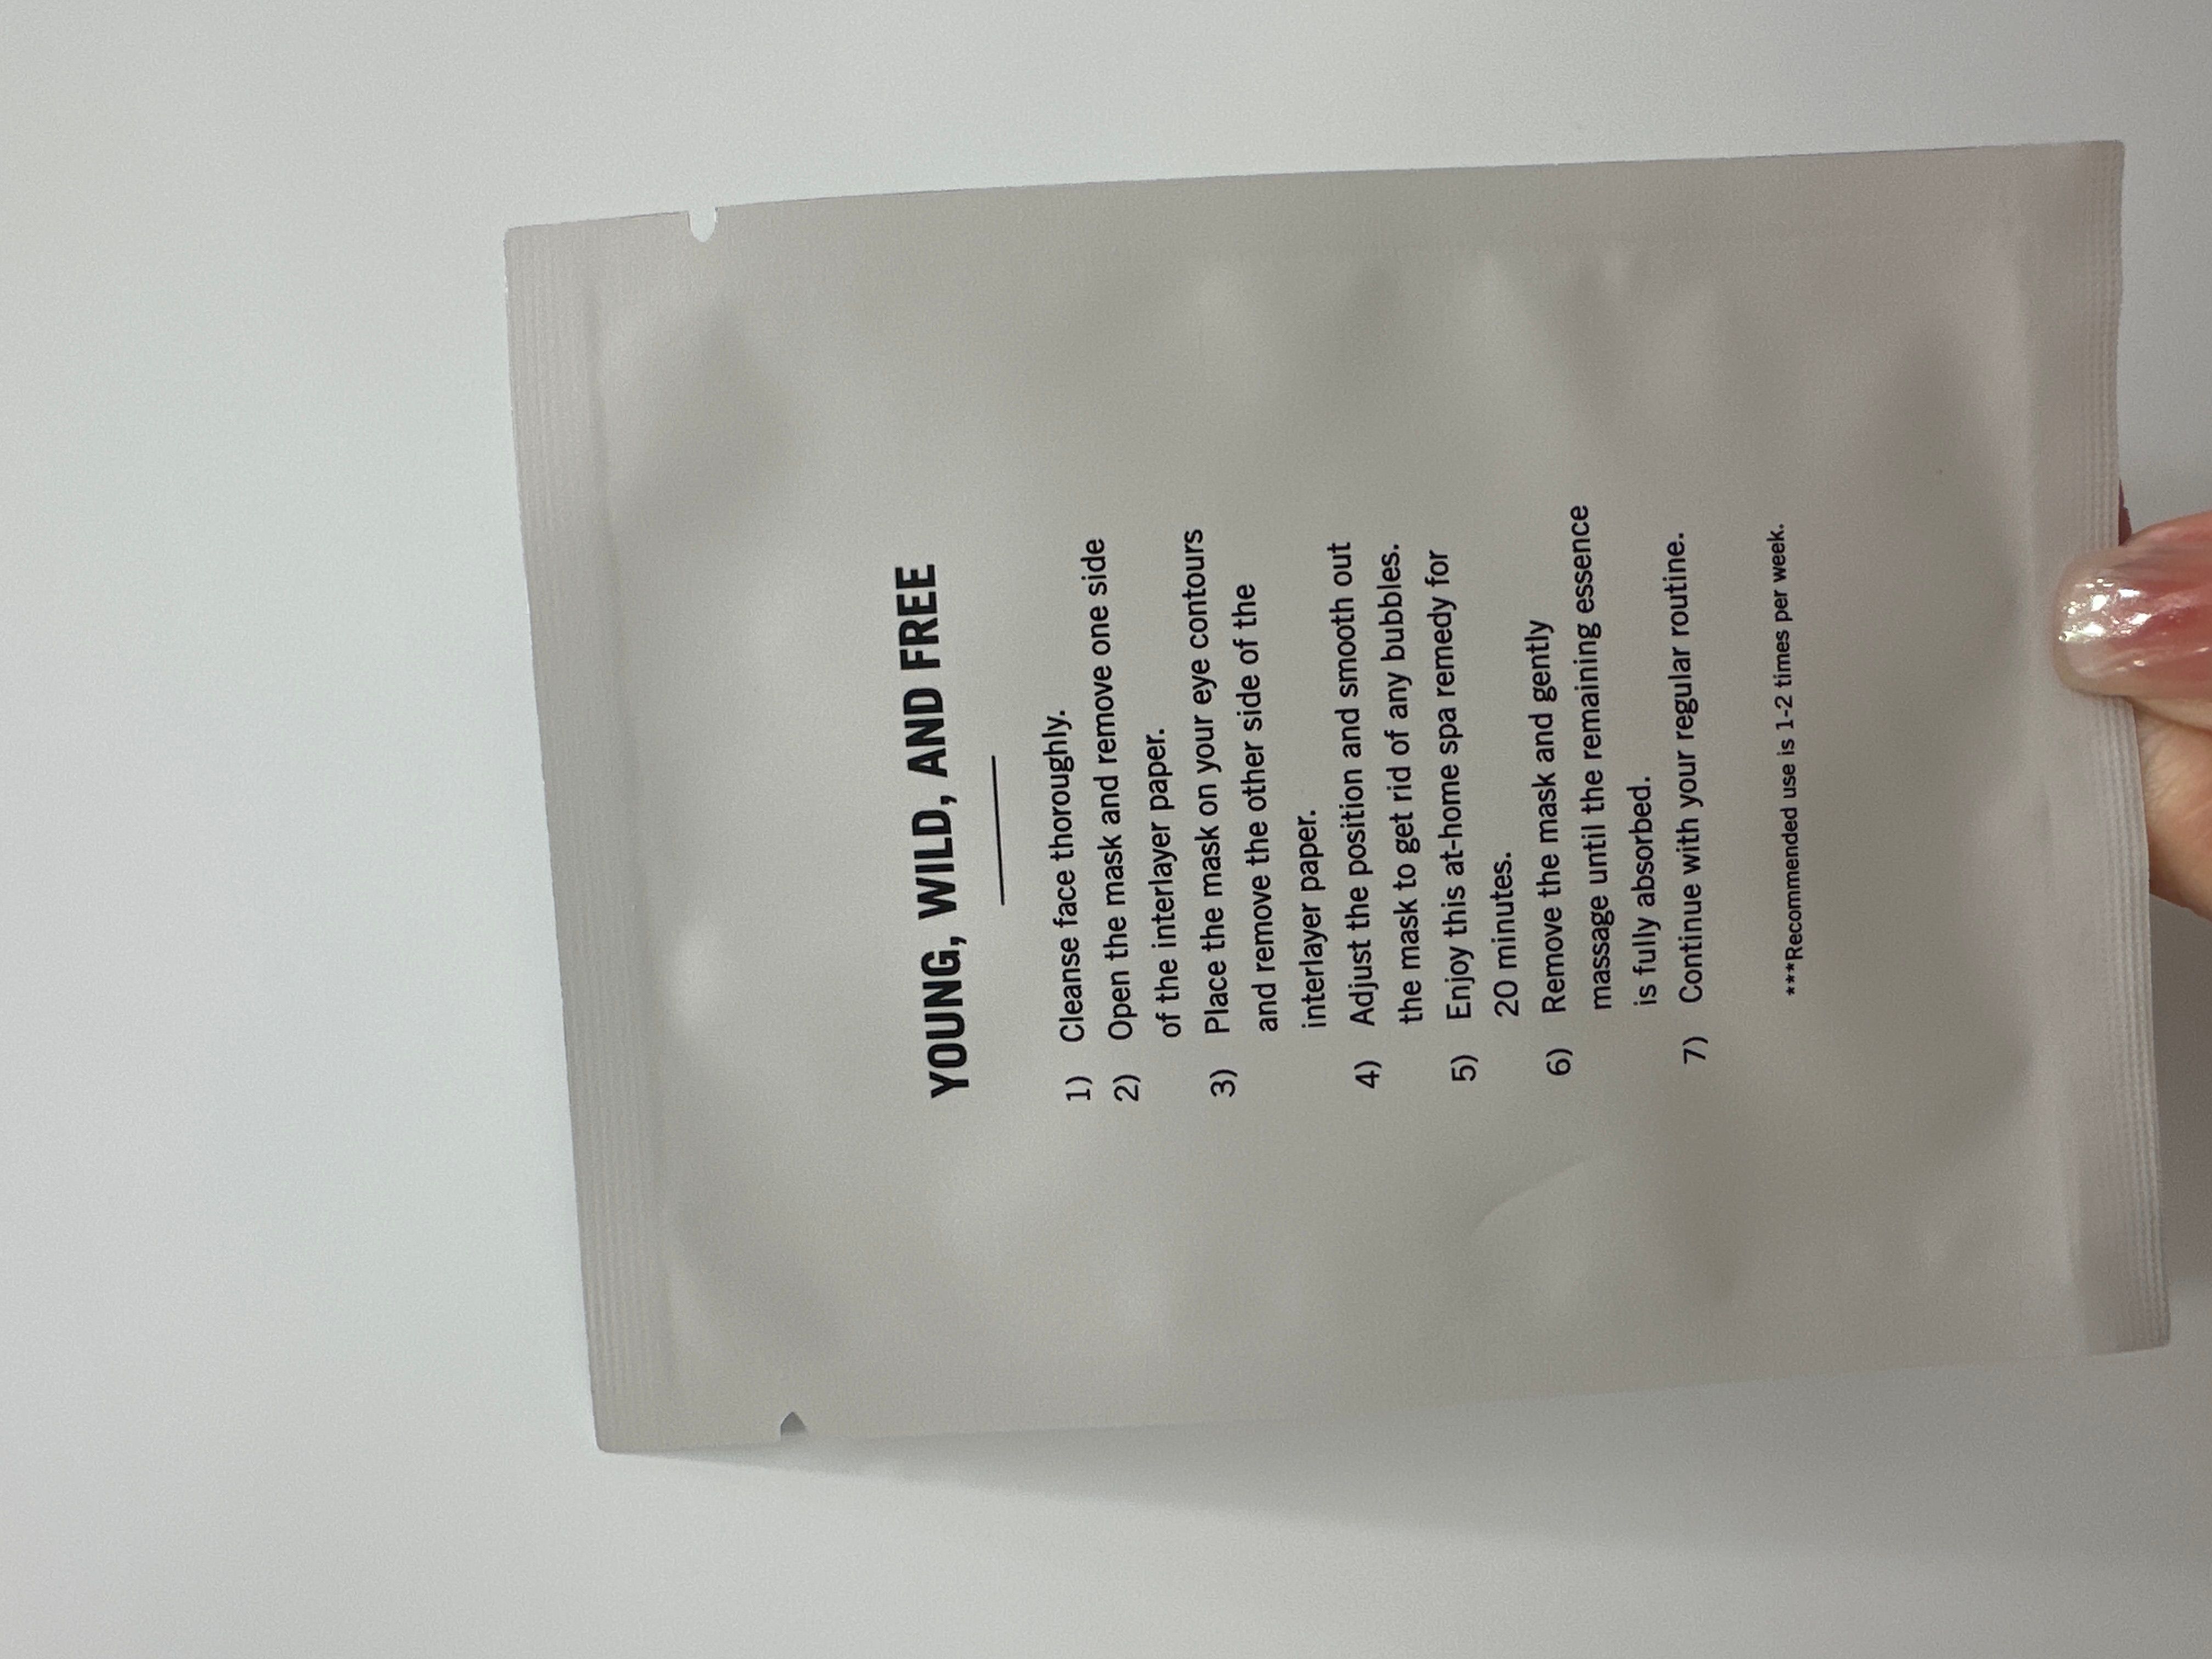 YOUNG, WILD, AND FREE
1) Cleanse face thoroughly.
2) Open the mask and remove one side
of the interlayer paper.
3) Place the mask on your eye contours
and remove the other side of the
interlayer paper.
4) Adjust the position and smooth out
the mask to get rid of any bubbles.
5) Enjoy this at-home spa remedy for
20 minutes.
6) Remove the mask and gently
massage until the remaining essence
is fully absorbed.
7) Continue with your regular routine.
***Recommended use is 1-2 times per week.